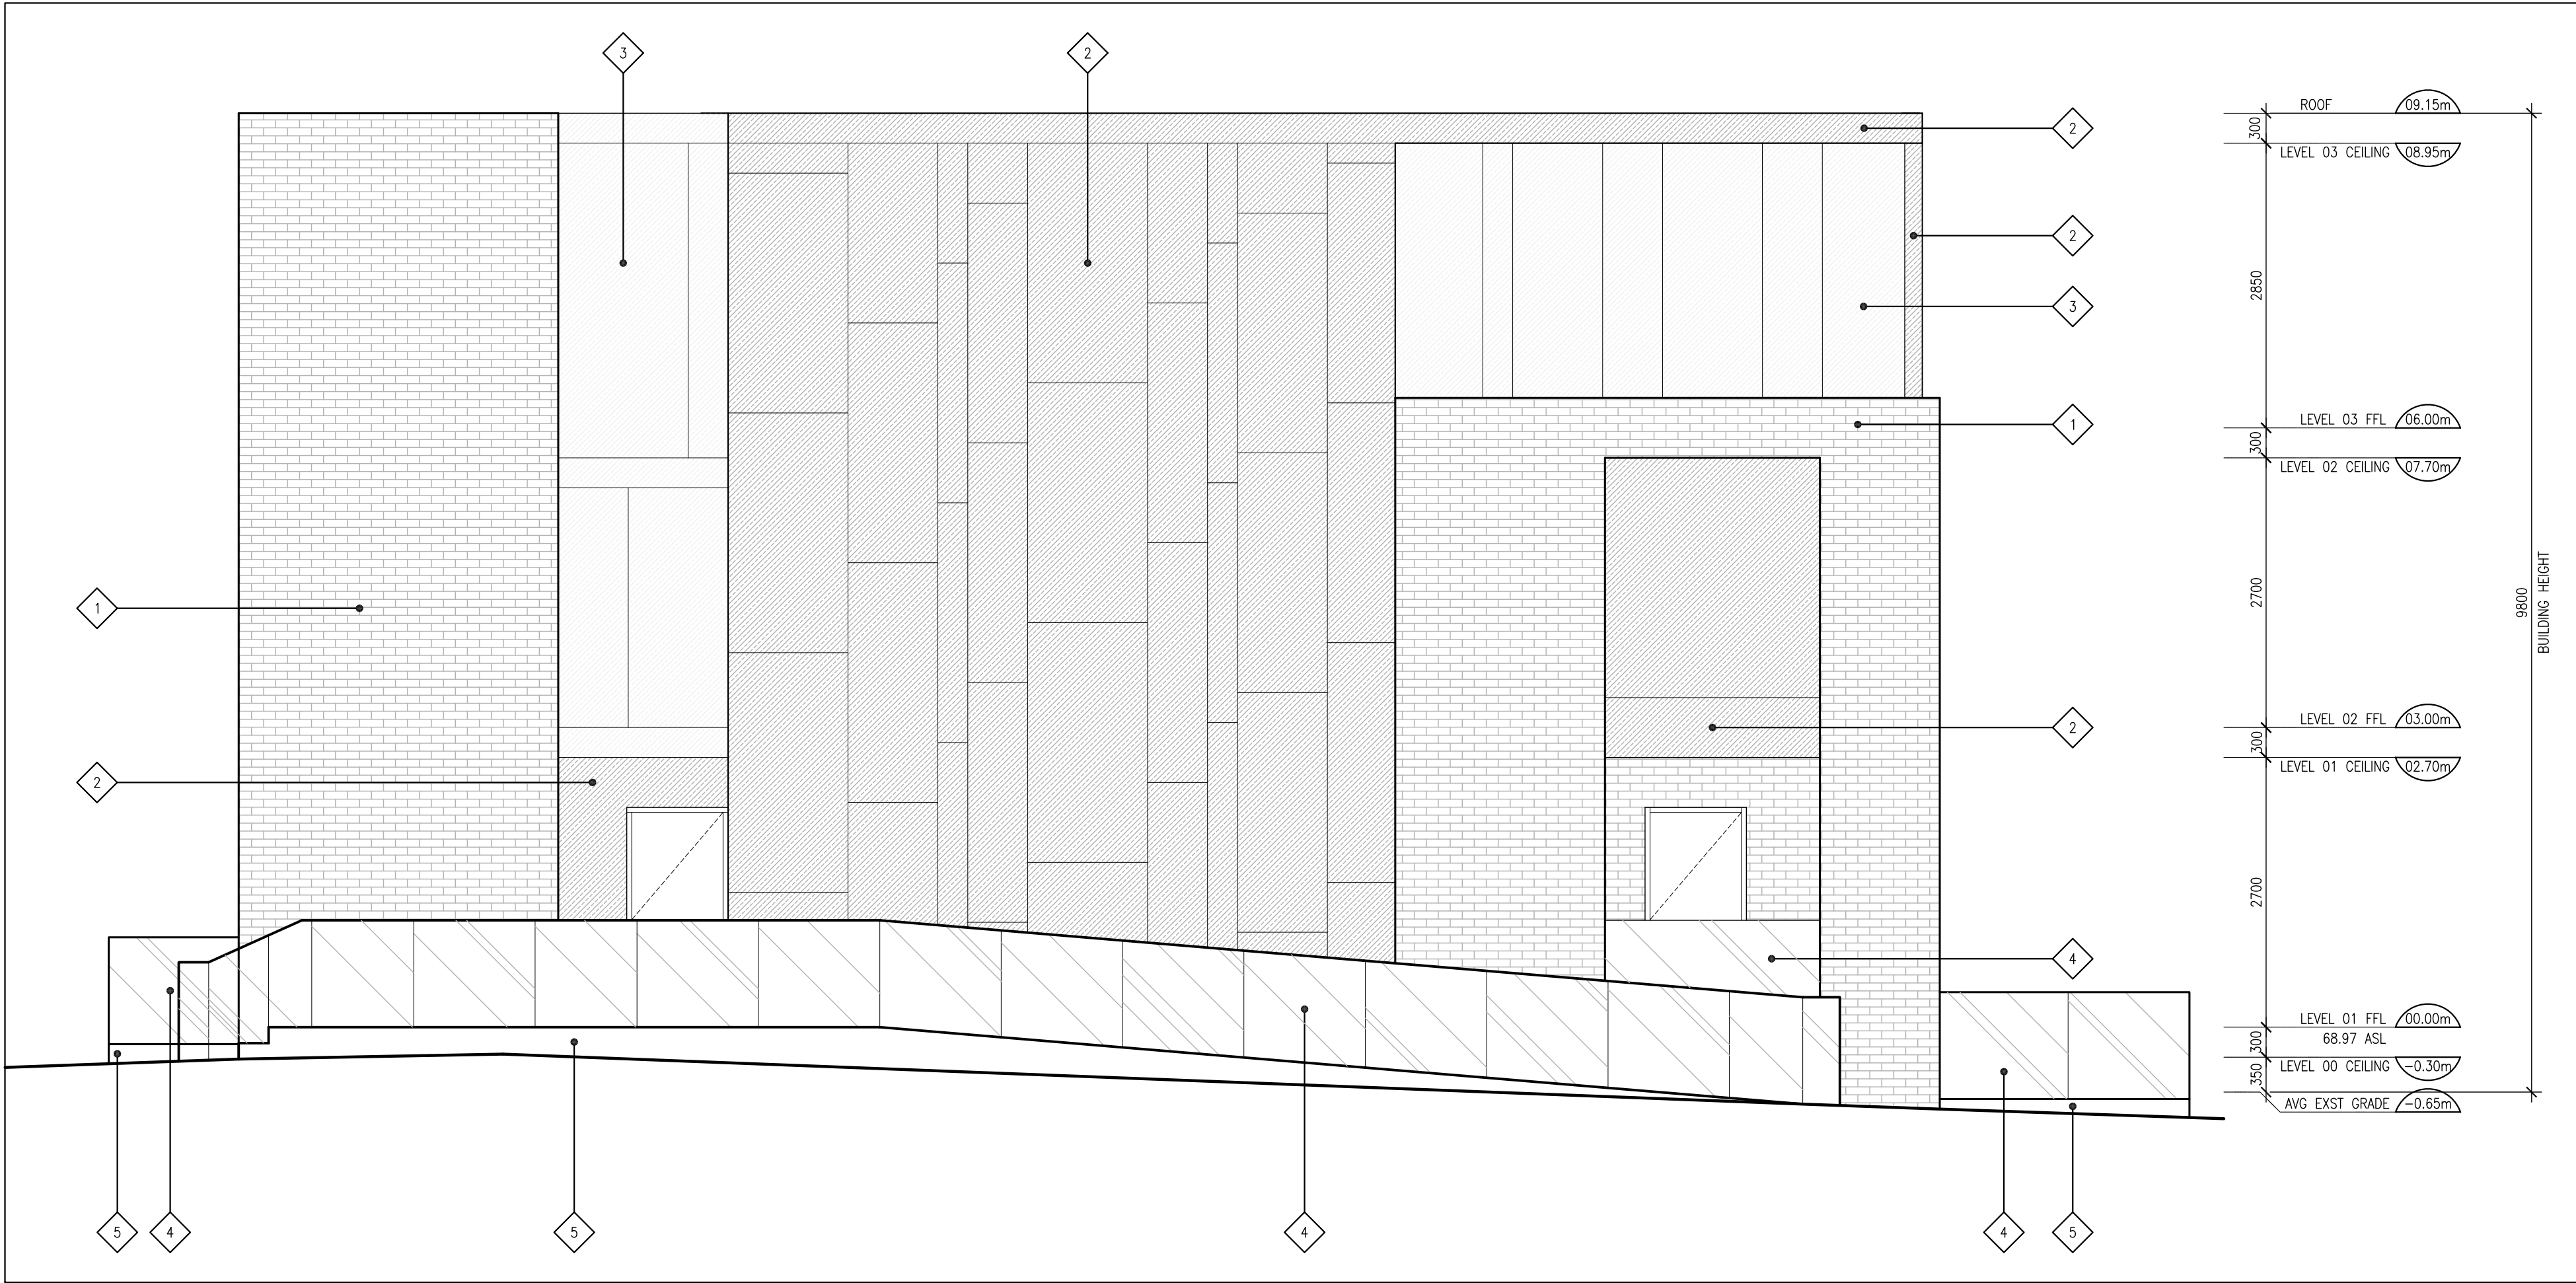 3
2
ROOF 09.15m
300
2
LEVEL 03 CEILING 08.95m
2
2850
3
LEVEL 03 FFL 06.00m
1
300
LEVEL 02 CEILING 07.70m
1
2700
9800
BUILDING HEIGHT
LEVEL 02 FFL 03.00m
2
300
LEVEL 01 CEILING 02.70m
2
2700
4
LEVEL 01 FFL 00.00m
300
68.97 ASL
LEVEL 00 CEILING -0.30m
350
AVG EXST GRADE -0.65m
5
4
5
4
4
5